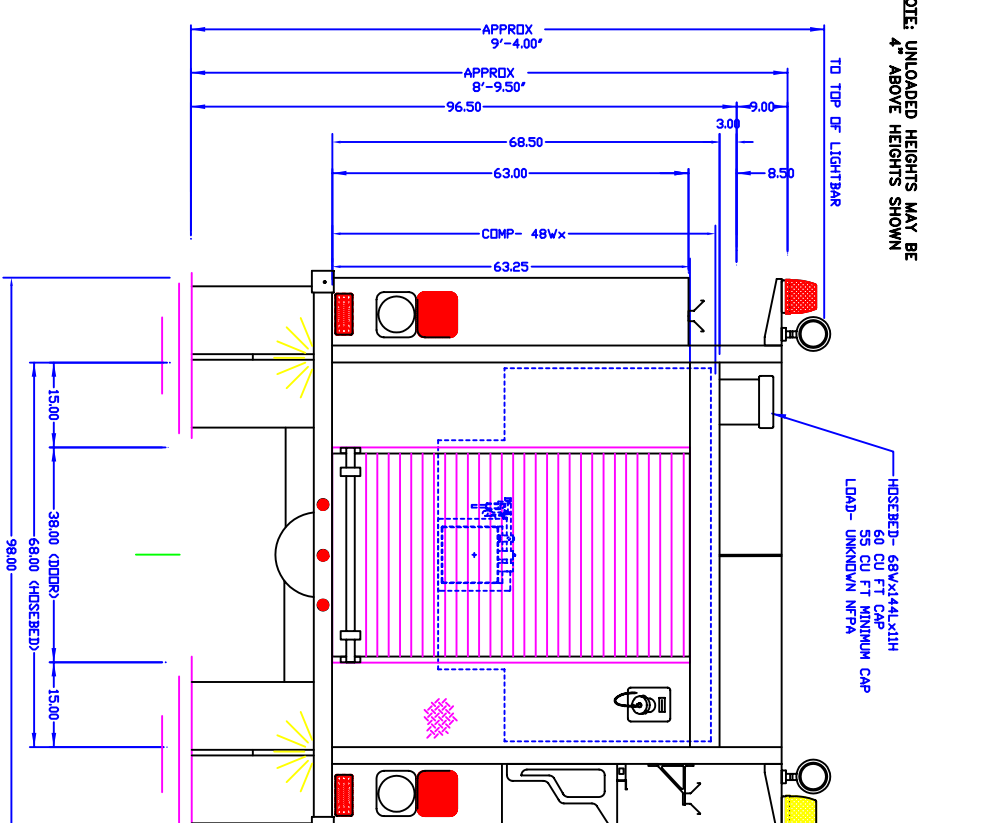 OTE: UNLOADED HEIGHTS MAY BE
4" ABOVE HEIGHTS SHOWN
TO TOP OF LIGHTBAR
APPROX
9'-4.00"
APPROX
8'-9.50"
96.50
9.00
3.00
68.50
63.00
8.50
COMP- 48Wx
63.25
HOSEBED- 68Wx144Lx11H
60 CU FT CAP
55 CU FT MINIMUM CAP
LOAD- UNKNOWN NFPA
15.00
38.00 (DOOR)
15.00
68.00 (HOSEBED)
98.00